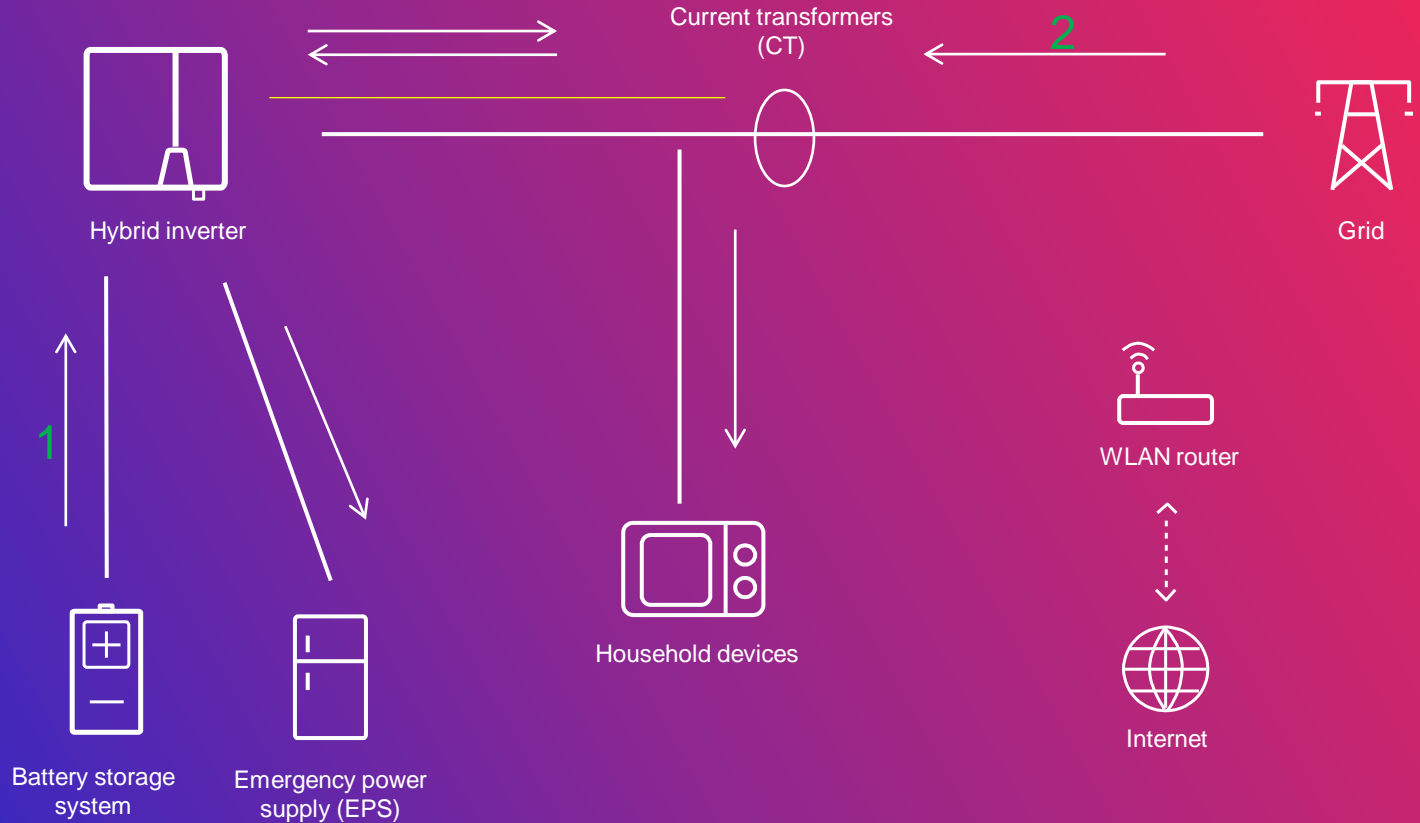 Current transformers
(CT)
2
Hybrid inverter
Grid
1
WLAN router
Household devices
Internet
Battery storage
system
Emergency power
supply (EPS)